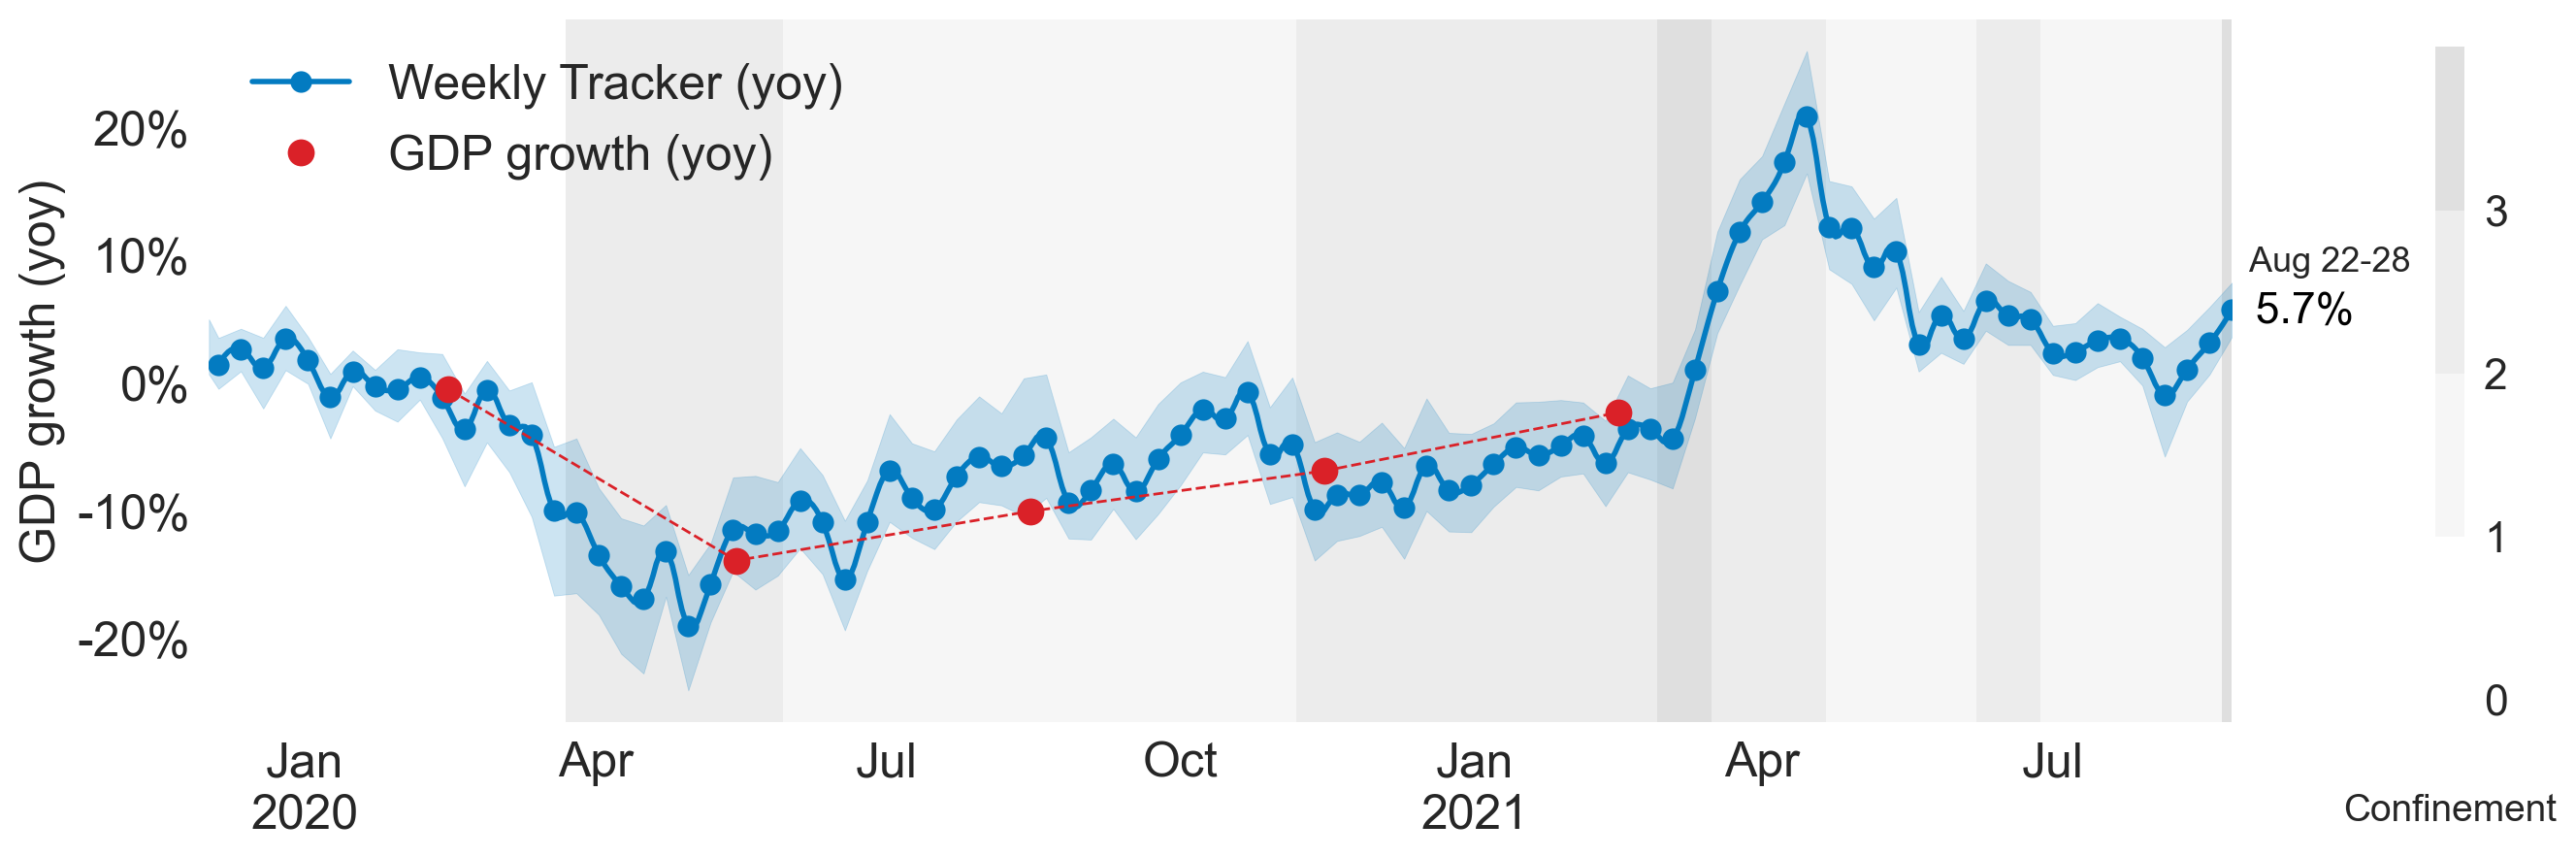 Weekly Tracker (yoy)
GDP growth (yoy)
GDP growth (yoy)
20%
10%
0%
-10%
-20%
Jan
2020
Apr
Jul
Oct
Jan
2021
Apr
Jul
Aug 22-28
5.7%
3
2
1
0
Confinement